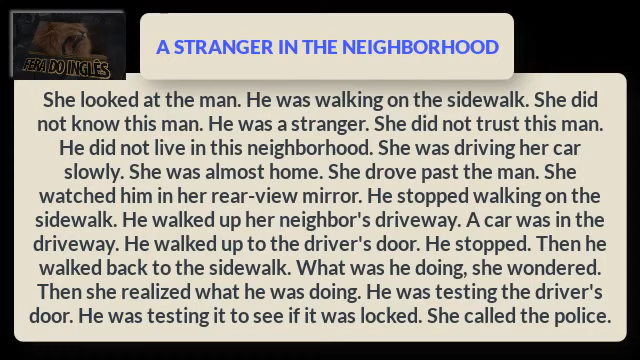 FERA DO INGLÊS
A STRANGER IN THE NEIGHBORHOOD
She looked at the man. He was walking on the sidewalk. She did
not know this man. He was a stranger. She did not trust this man.
He did not live in this neighborhood. She was driving her car
slowly. She was almost home. She drove past the man. She
watched him in her rear-view mirror. He stopped walking on the
sidewalk. He walked up her neighbor's driveway. A car was in the
driveway. He walked up to the driver's door. He stopped. Then he
walked back to the sidewalk. What was he doing, she wondered.
Then she realized what he was doing. He was testing the driver's
door. He was testing it to see if it was locked. She called the police.